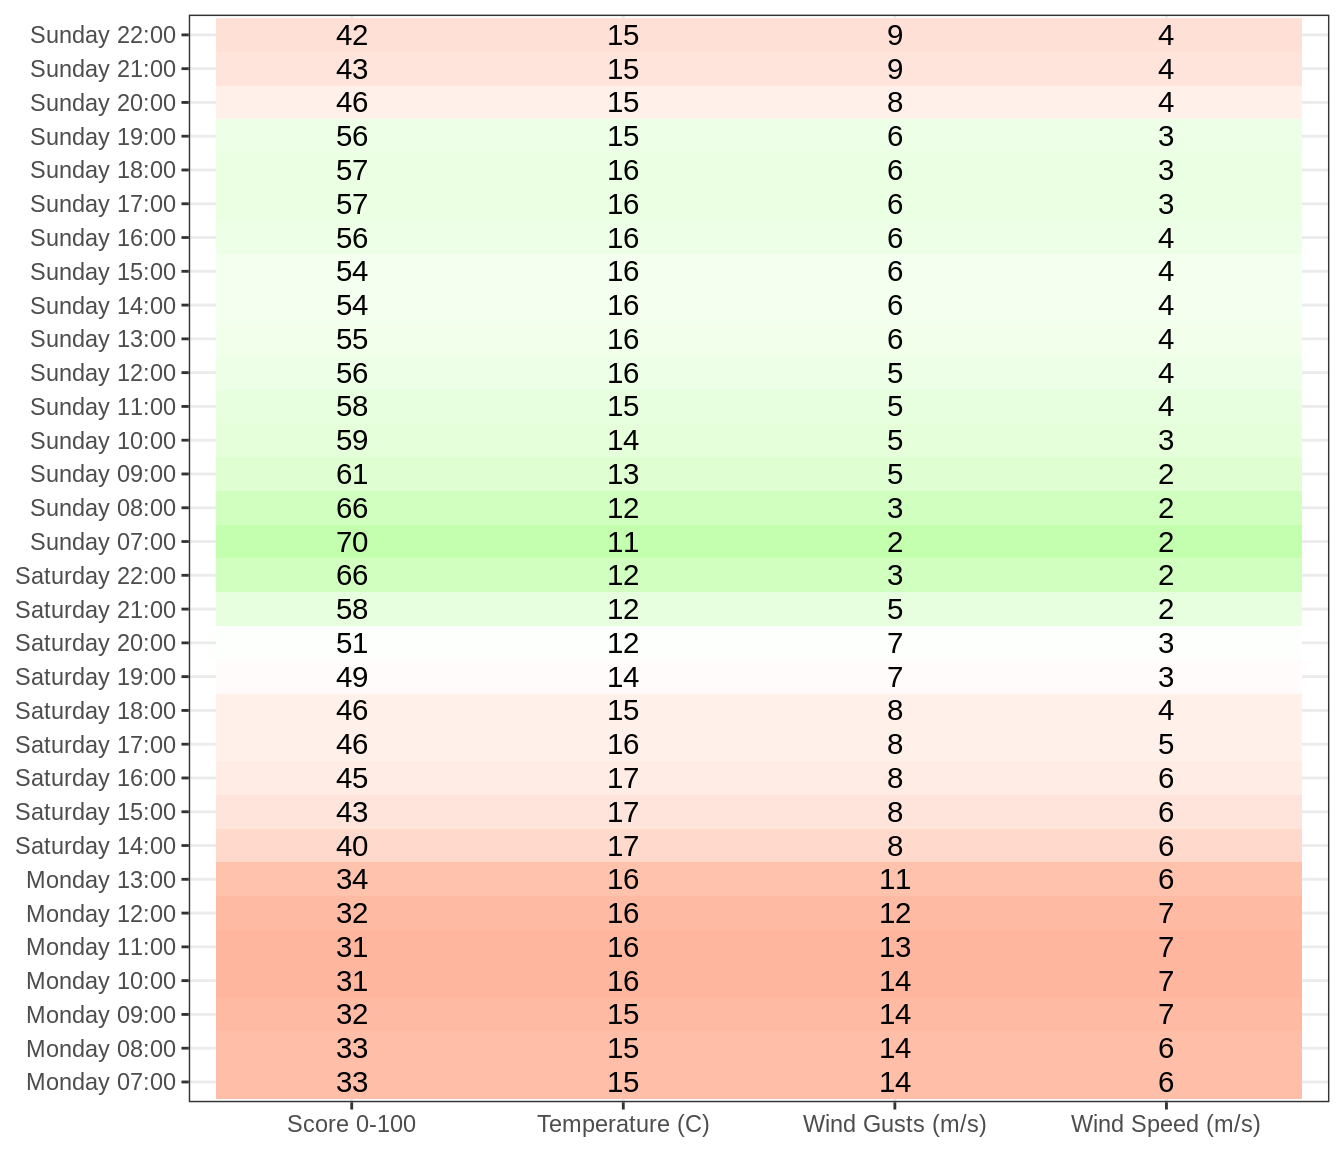 Sunday 22:00 42 15 9 4
Sunday 21:00 43 15 9 4
Sunday 20:00 46 15 8 4
Sunday 19:00 56 15 6 3
Sunday 18:00 57 16 6 3
Sunday 17:00 57 16 6 3
Sunday 16:00 56 16 6 4
Sunday 15:00 54 16 6 4
Sunday 14:00 54 16 6 4
Sunday 13:00 55 16 6 4
Sunday 12:00 56 16 5 4
Sunday 11:00 58 15 5 4
Sunday 10:00 59 14 5 3
Sunday 09:00 61 13 5 2
Sunday 08:00 66 12 3 2
Sunday 07:00 70 11 2 2
Saturday 22:00 66 12 3 2
Saturday 21:00 58 12 5 2
Saturday 20:00 51 12 7 3
Saturday 19:00 49 14 7 3
Saturday 18:00 46 15 8 4
Saturday 17:00 46 16 8 5
Saturday 16:00 45 17 8 6
Saturday 15:00 43 17 8 6
Saturday 14:00 40 17 8 6
Monday 13:00 34 16 11 6
Monday 12:00 32 16 12 7
Monday 11:00 31 16 13 7
Monday 10:00 31 16 14 7
Monday 09:00 32 15 14 7
Monday 08:00 33 15 14 6
Monday 07:00 33 15 14 6
Score 0-100 Temperature (C) Wind Gusts (m/s) Wind Speed (m/s)